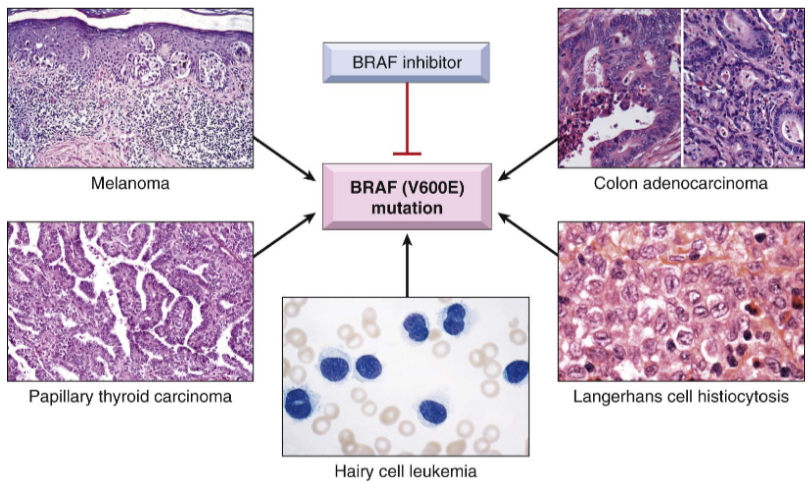 BRAF inhibitor
Melanoma
BRAF (V600E)
mutation
Colon adenocarcinoma
Papillary thyroid carcinoma
Langerhans cell histiocytosis
Hairy cell leukemia